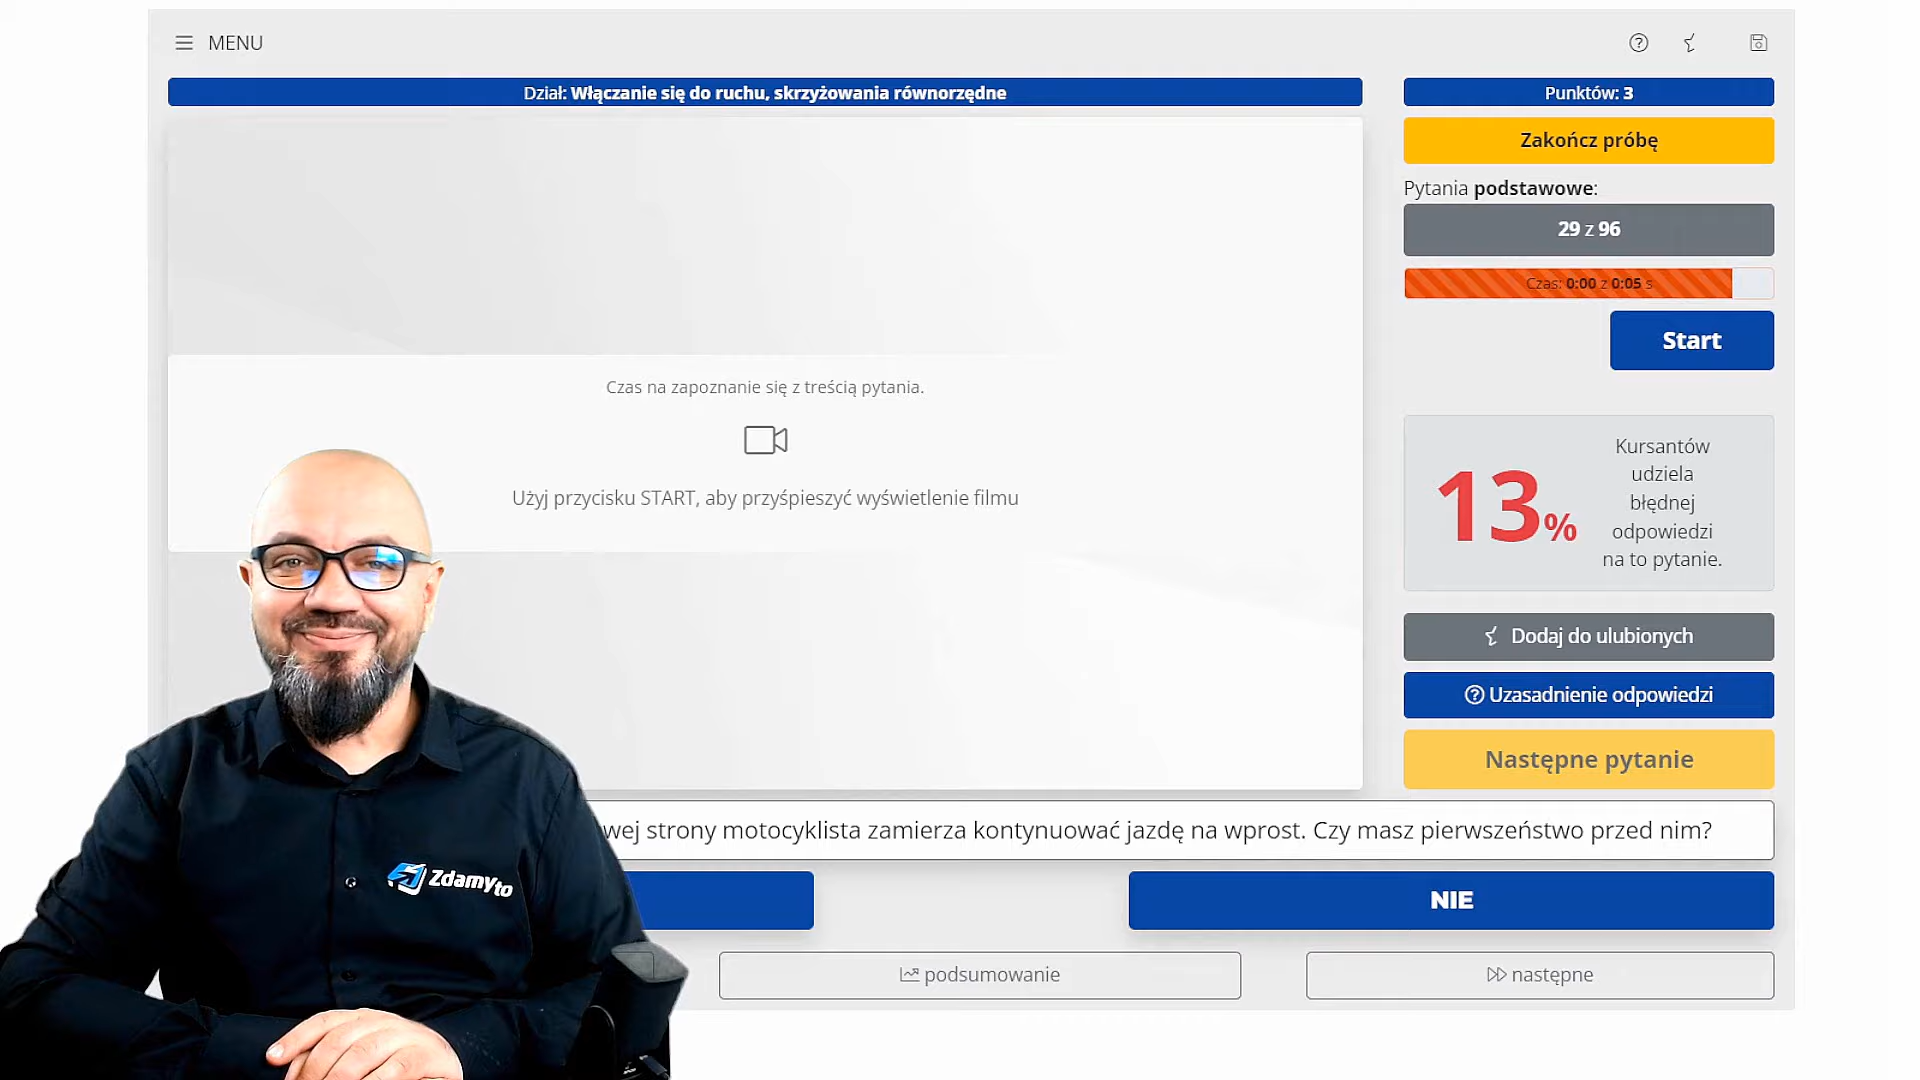 MENU
Dział: Włączanie się do ruchu, skrzyżowania równorzędne
Punktów: 3
Zakończ próbę
Pytania podstawowe:
29 z 96
Czas: 0:00 z 0:05 s
Start
Czas na zapoznanie się z treścią pytania.
Użyj przycisku START, aby przyśpieszyć wyświetlenie filmu
13%
Kursantów
udziela
błędnej
odpowiedzi
na to pytanie.
Dodaj do ulubionych
Uzasadnienie odpowiedzi
Następne pytanie
strony motocyklista zamierza kontynuować jazdę na wprost. Czy masz pierwszeństwo przed nim?
NIE
podsumowanie
następne
Zdamyto